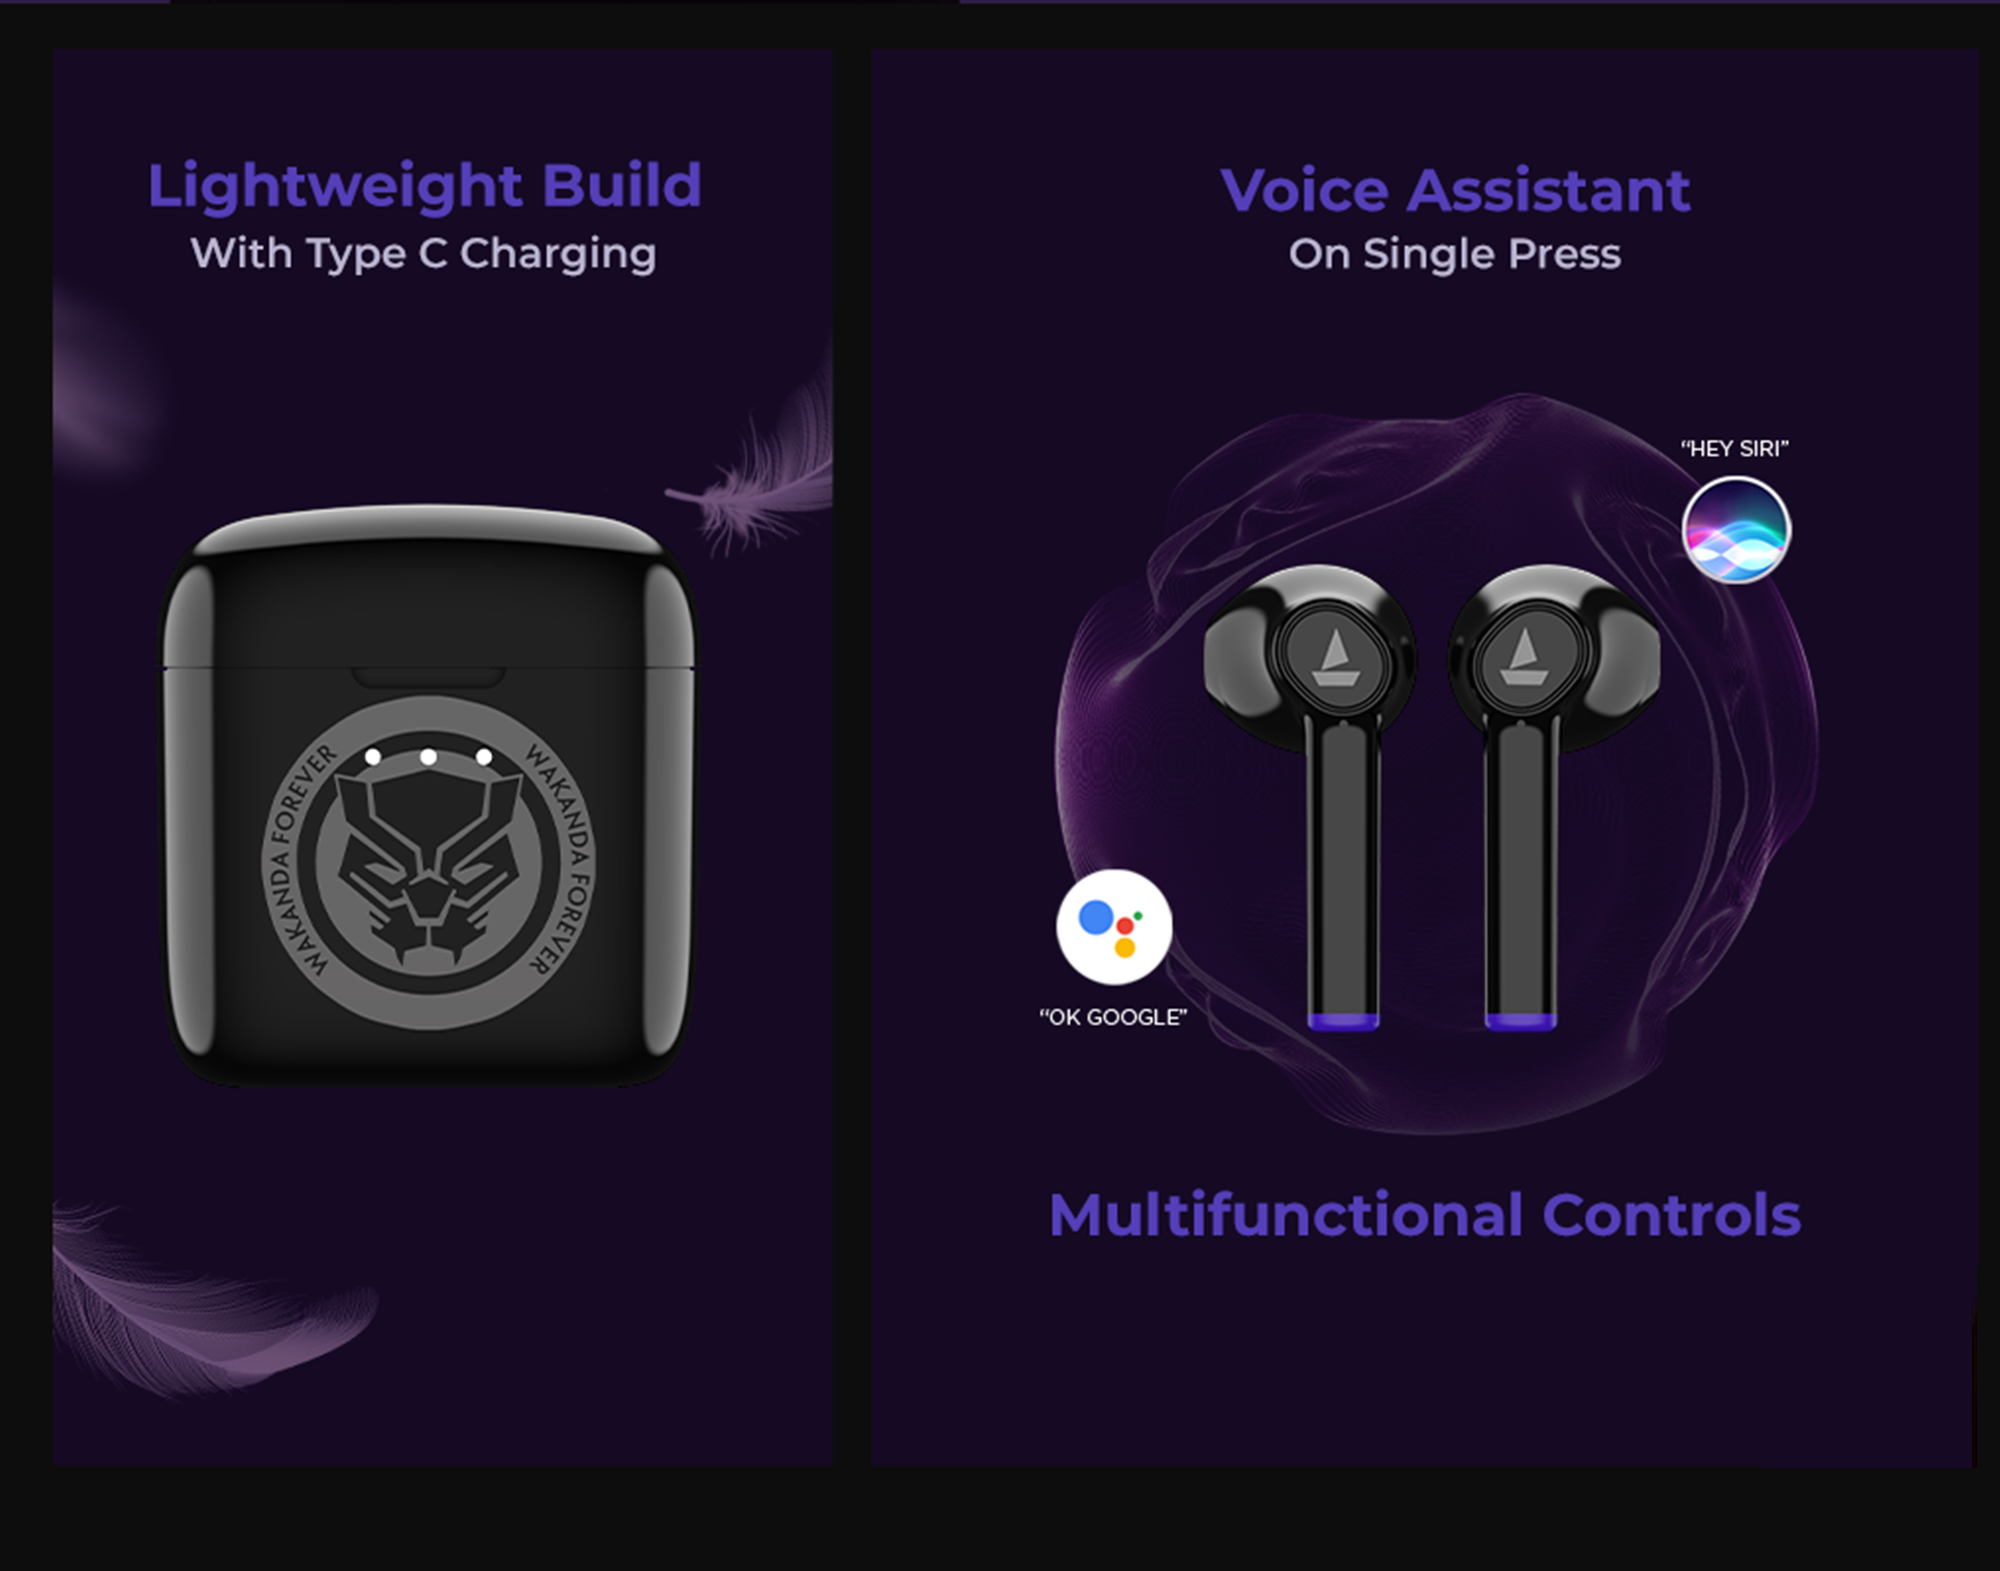 Lightweight Build
With Type C Charging
WAKANDA FOREVER
WAKANDA FOREVER
Voice Assistant
On Single Press
“HEY SIRI”
“OK GOOGLE”
Multifunctional Controls